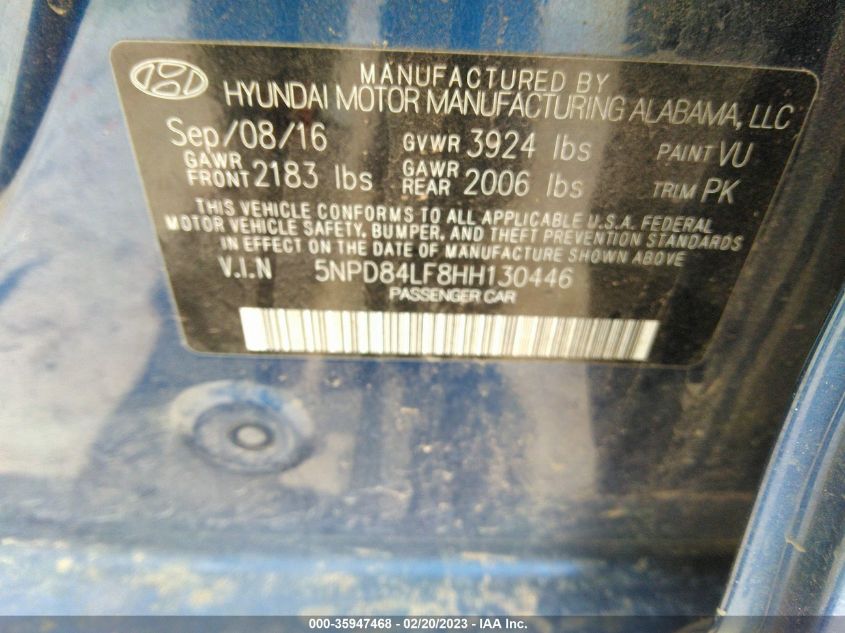 MANUFACTURED BY
HYUNDAI MOTOR MANUFACTURING ALABAMA, LLC
Sep/08/16 GVWR 3924 lbs PAINT VU
GAWR FRONT 2183 lbs GAWR REAR 2006 lbs TRIM PK
THIS VEHICLE CONFORMS TO ALL APPLICABLE U.S.A. FEDERAL
MOTOR VEHICLE SAFETY, BUMPER, AND THEFT PREVENTION STANDARDS
IN EFFECT ON THE DATE OF MANUFACTURE SHOWN ABOVE.
V.I.N 5NPD84LF8HH130446
PASSENGER CAR
000-35947468 - 02/20/2023 - IAA Inc.